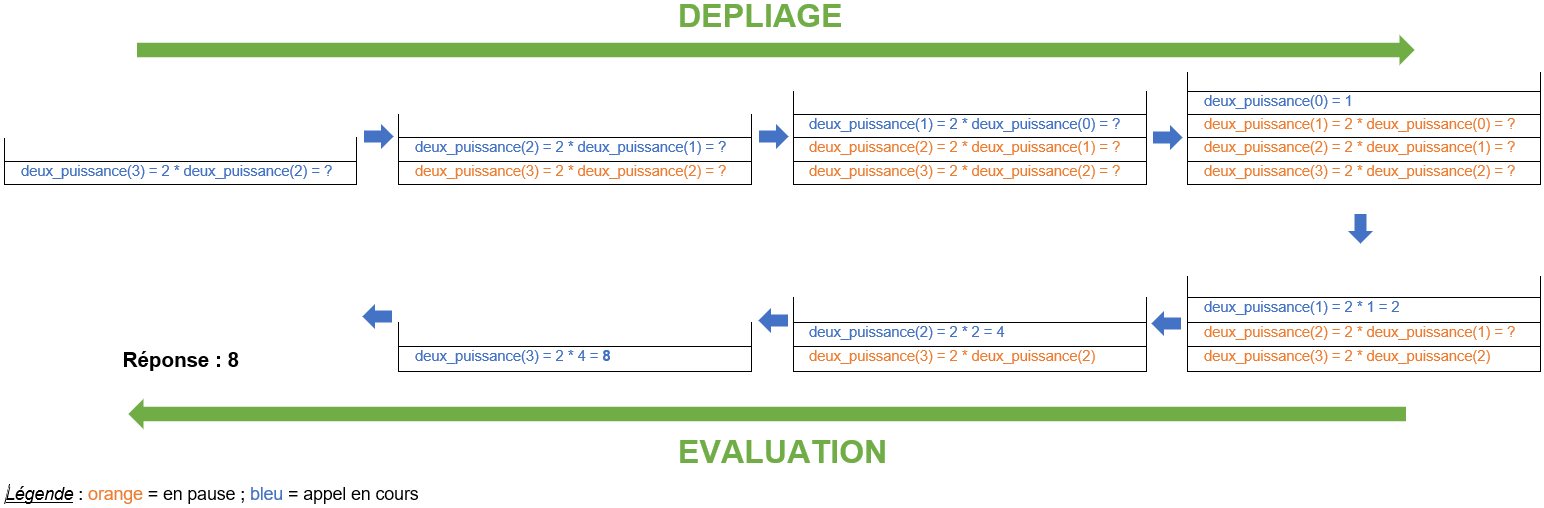 DEPLIAGE
deux_puissance(3) = 2 * deux_puissance(2) = ?
deux_puissance(2) = 2 * deux_puissance(1) = ?
deux_puissance(3) = 2 * deux_puissance(2) = ?
deux_puissance(1) = 2 * deux_puissance(0) = ?
deux_puissance(2) = 2 * deux_puissance(1) = ?
deux_puissance(3) = 2 * deux_puissance(2) = ?
deux_puissance(0) = 1
deux_puissance(1) = 2 * deux_puissance(0) = ?
deux_puissance(2) = 2 * deux_puissance(1) = ?
deux_puissance(3) = 2 * deux_puissance(2) = ?
deux_puissance(1) = 2 * 1 = 2
deux_puissance(2) = 2 * deux_puissance(1) = ?
deux_puissance(3) = 2 * deux_puissance(2)
deux_puissance(2) = 2 * 2 = 4
deux_puissance(3) = 2 * deux_puissance(2)
deux_puissance(3) = 2 * 4 = 8
Réponse : 8
EVALUATION
Légende : orange = en pause ; bleu = appel en cours